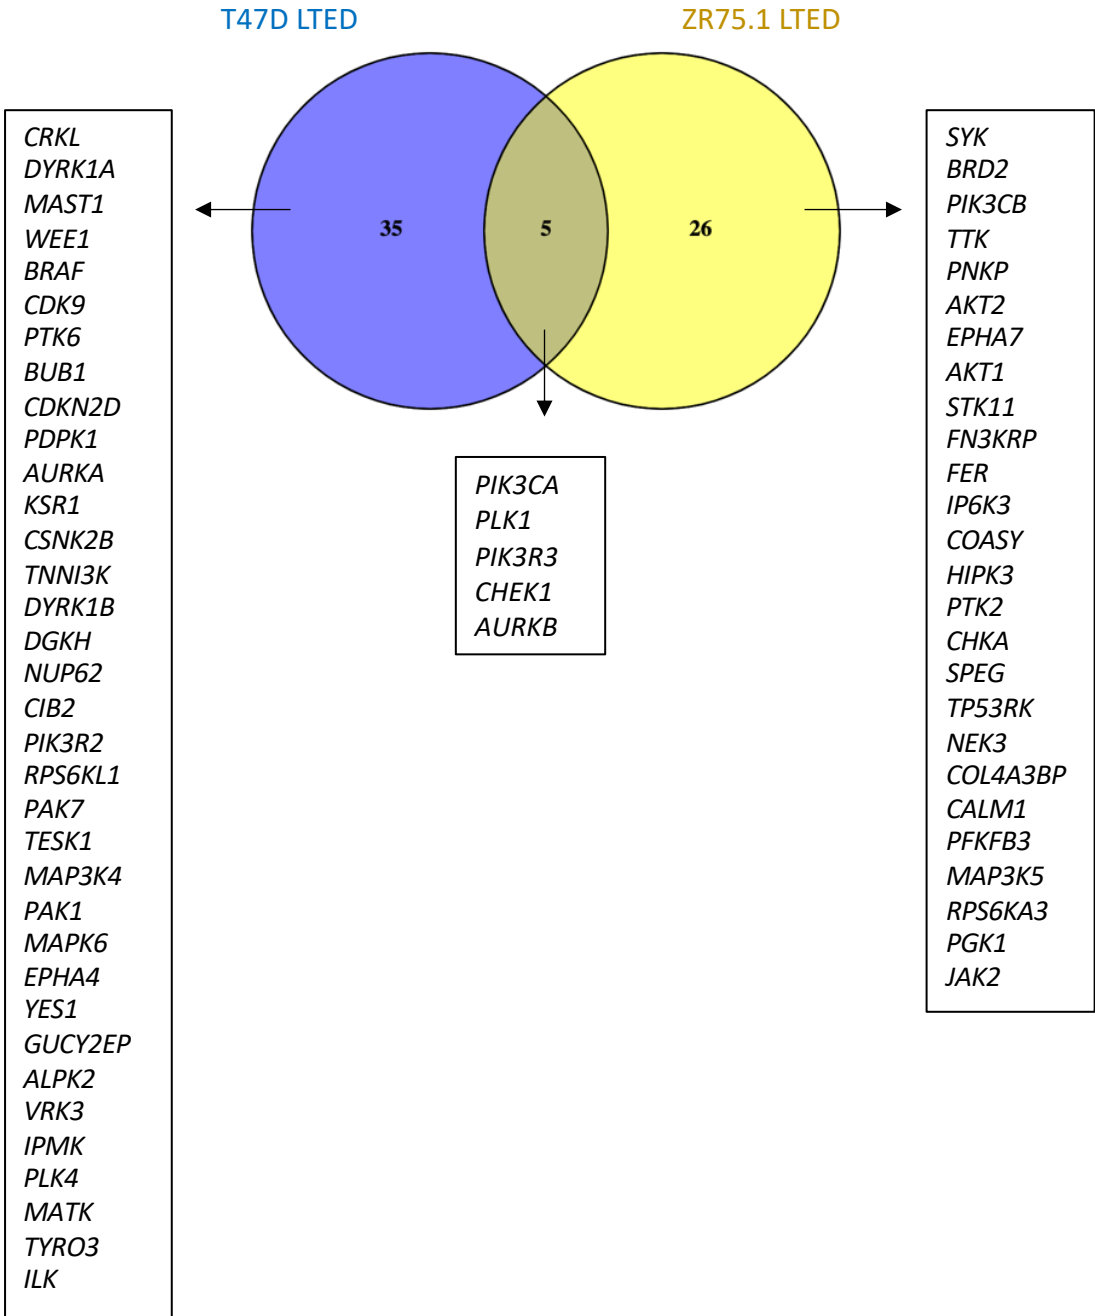 T47D LTED
ZR75.1 LTED
35
5
26
CRKL
DYRK1A
MAST1
WEE1
BRAF
CDK9
PTK6
BUB1
CDKN2D
PDPK1
AURKA
KSR1
CSNK2B
TNNI3K
DYRK1B
DGKH
NUP62
CIB2
PIK3R2
RPS6KL1
PAK7
TESK1
MAP3K4
PAK1
MAPK6
EPHA4
YES1
GUCY2EP
ALPK2
VRK3
IPMK
PLK4
MATK
TYRO3
ILK
PIK3CA
PLK1
PIK3R3
CHEK1
AURKB
SYK
BRD2
PIK3CB
TTK
PNKP
AKT2
EPHA7
AKT1
STK11
FN3KRP
FER
IP6K3
COASY
HIPK3
PTK2
CHKA
SPEG
TP53RK
NEK3
COL4A3BP
CALM1
PFKFB3
MAP3K5
RPS6KA3
PGK1
JAK2